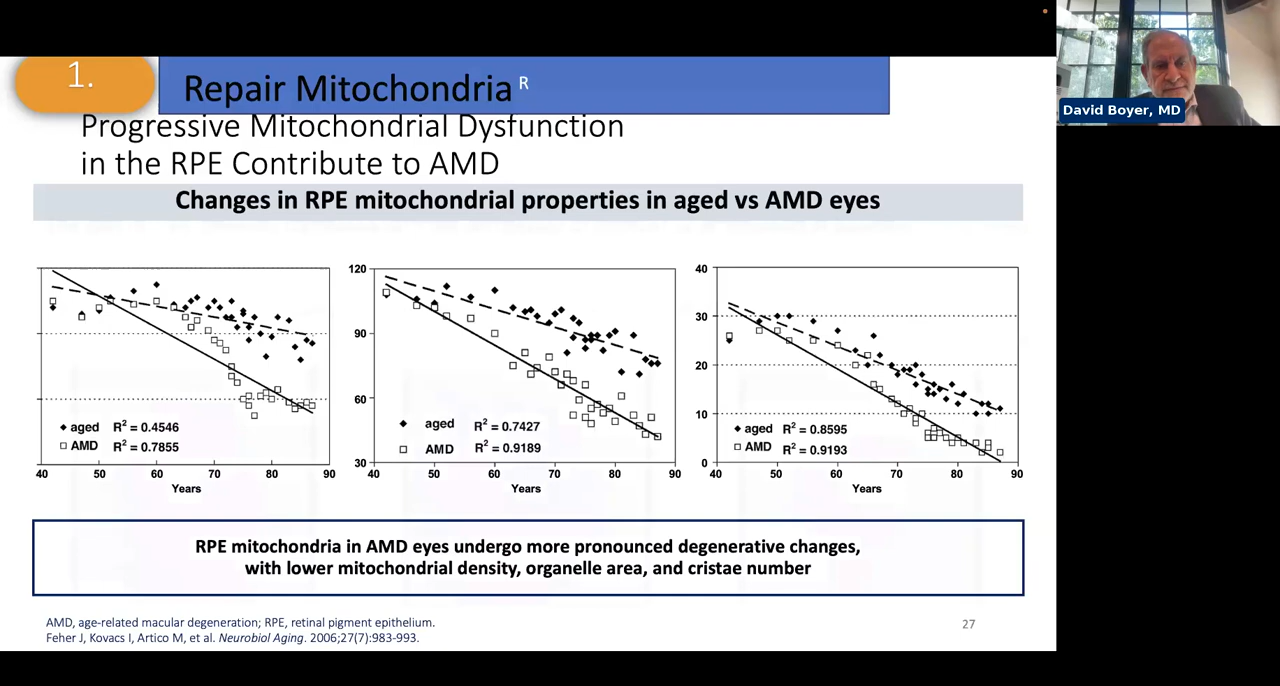 1.
Repair Mitochondria R
David Boyer, MD
Progressive Mitochondrial Dysfunction
in the RPE Contribute to AMD
Changes in RPE mitochondrial properties in aged vs AMD eyes
aged R² = 0.4546
AMD R² = 0.7855
40 50 60 70 80 90
Years
120
90
60
30
aged R² = 0.7427
AMD R² = 0.9189
40 50 60 70 80 90
Years
40
30
20
10
0
aged R² = 0.8595
AMD R² = 0.9193
40 50 60 70 80 90
Years
RPE mitochondria in AMD eyes undergo more pronounced degenerative changes,
with lower mitochondrial density, organelle area, and cristae number
AMD, age-related macular degeneration; RPE, retinal pigment epithelium.
Feher J, Kovacs I, Artico M, et al. Neurobiol Aging. 2006;27(7):983-993.
27